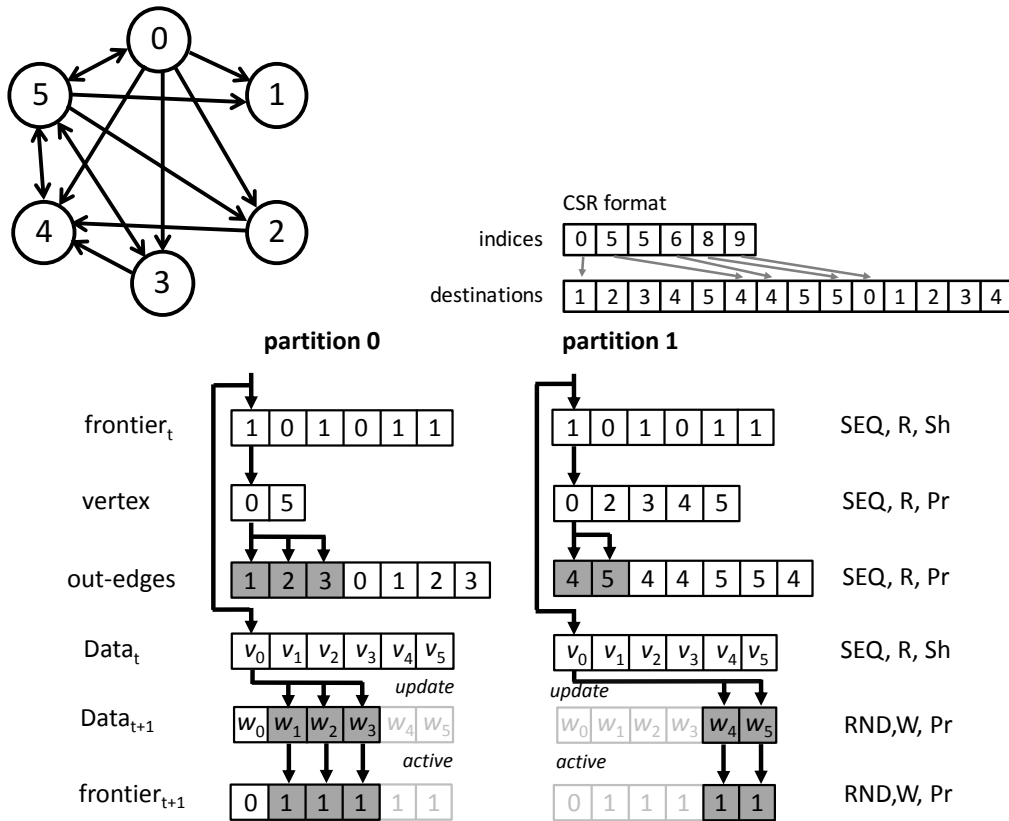 0
5
1
4
2
3
CSR format
indices 0 5 5 6 8 9
destinations 1 2 3 4 5 4 4 5 5 0 1 2 3 4
partition 0 partition 1
frontier_t 1 0 1 0 1 1 1 0 1 0 1 1 SEQ, R, Sh
vertex 0 5 0 2 3 4 5 SEQ, R, Pr
out-edges 1 2 3 0 1 2 3 4 5 4 4 5 5 4 SEQ, R, Pr
Data_t v_0 v_1 v_2 v_3 v_4 v_5 v_0 v_1 v_2 v_3 v_4 v_5 SEQ, R, Sh
update update
Data_t+1 w_0 w_1 w_2 w_3 w_4 w_5 w_0 w_1 w_2 w_3 w_4 w_5 RND,W, Pr
active active
frontier_t+1 0 1 1 1 1 1 0 1 1 1 1 1 RND,W, Pr